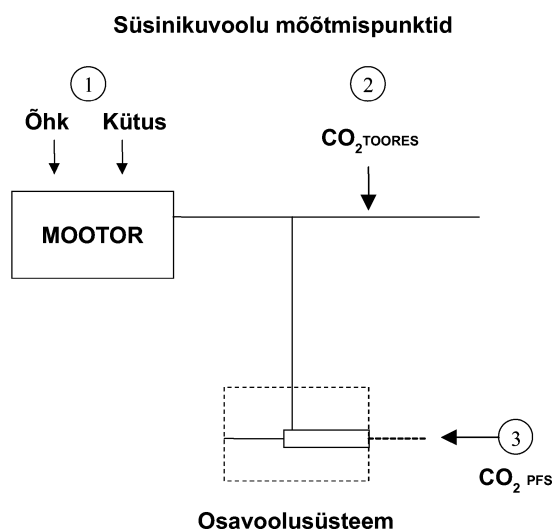 Süsinikuvoolu mõõtmispunktid
1
2
Õhk Kütus
CO2TOORES
MOOTOR
3
CO2 PFS
Osavoolusüsteem